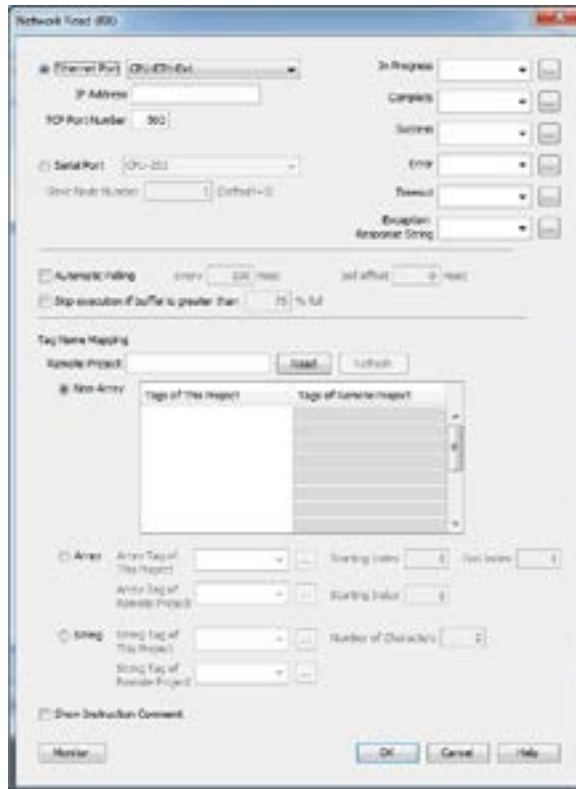 Network Read (RX)
Ethernet Port CPU-ETH-Ext
IP Address
TCP Port Number 502
Serial Port
Slave Node Number 1
In Progress
Complete
Success
Error
Timeout
Exception Response String
Automatic Polling every msec poll offset 0 msec
Skip execution if buffer is greater than 75 % full
Tag Name Mapping
Remote Project Read Refresh
Non-Array Tags of This Project Tags of Remote Project
Array Array Tag of This Project Starting Index End Index
Array Tag of Remote Project Starting Index
String String Tag of This Project Number of Characters
String Tag of Remote Project
Show Instruction Comment
Monitor OK Cancel Help